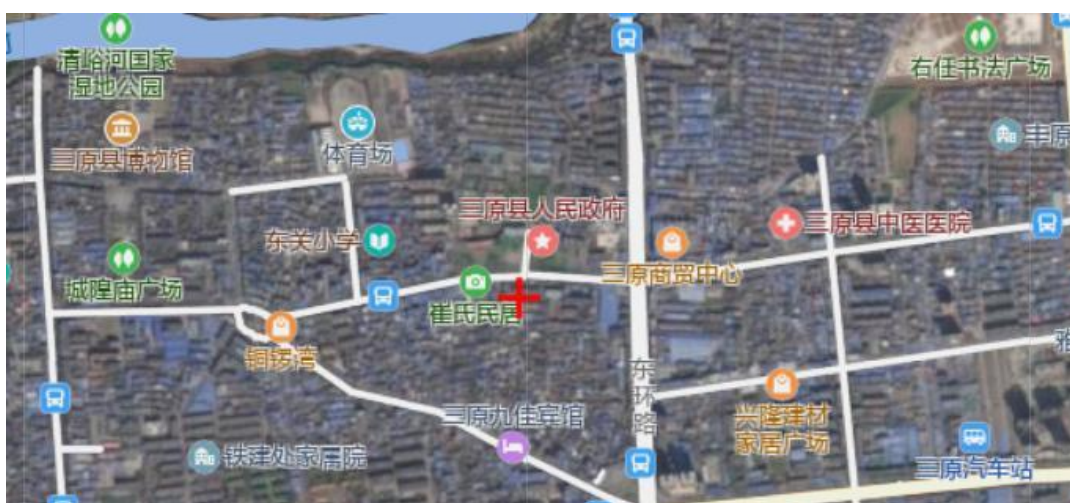 清峪河国家
湿地公园
右任书法广场
三原县博物馆
体育场
丰原
三原县人民政府
三原县中医医院
东关小学
城隍庙广场
三原商贸中心
崔氏民居
铜锣湾
东环路
三原九佳宾馆
兴隆建材
家居广场
铁建处家属院
三原汽车站